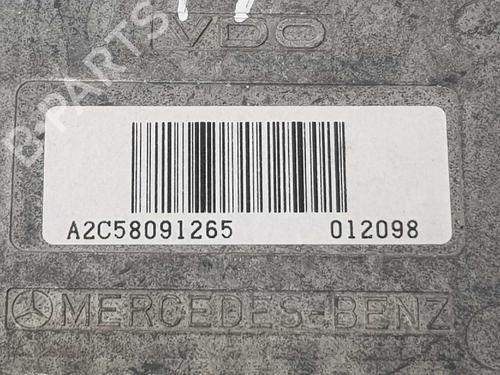 VDO
B-PARTS
A2C58091265 012098
MERCEDES-BENZ